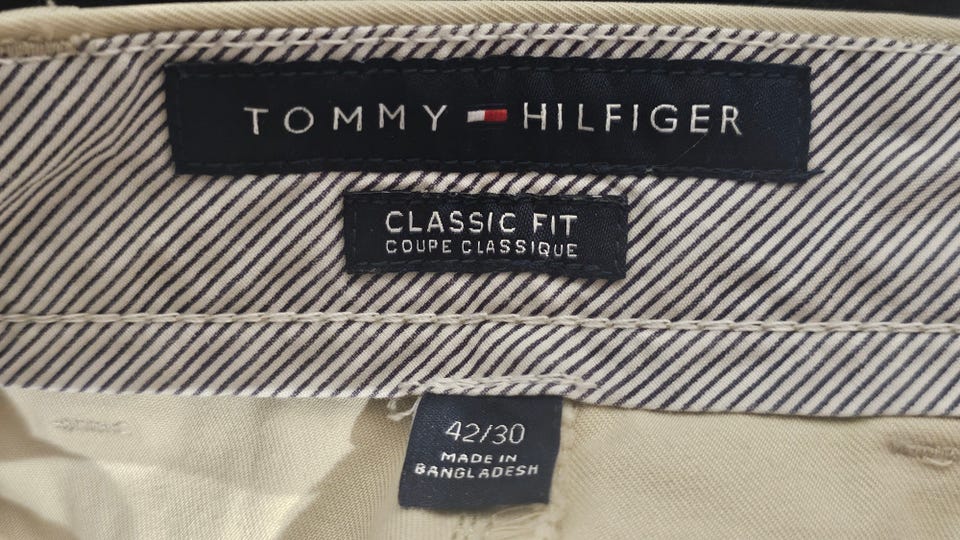 TOMMY HILFIGER
CLASSIC FIT
COUPE CLASSIQUE
42/30
MADE IN
BANGLADESH